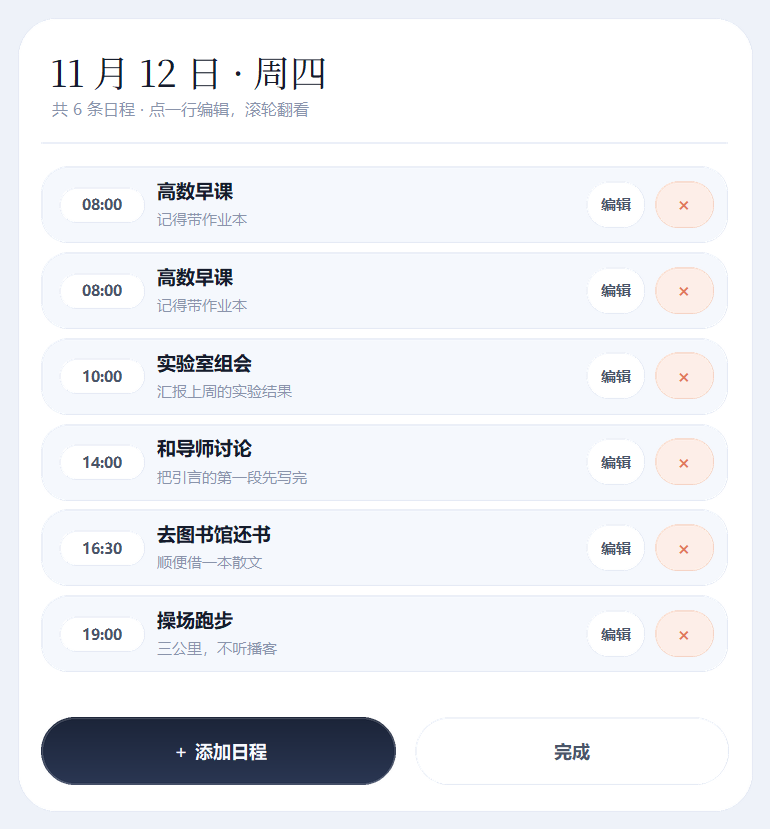 11 月 12 日 · 周四
共 6 条日程 · 点一行编辑，滚轮翻看
08:00 高数早课 编辑 ×
记得带作业本
08:00 高数早课 编辑 ×
记得带作业本
10:00 实验室组会 编辑 ×
汇报上周的实验结果
14:00 和导师讨论 编辑 ×
把引言的第一段先写完
16:30 去图书馆还书 编辑 ×
顺便借一本散文
19:00 操场跑步 编辑 ×
三公里，不听播客
+ 添加日程 完成